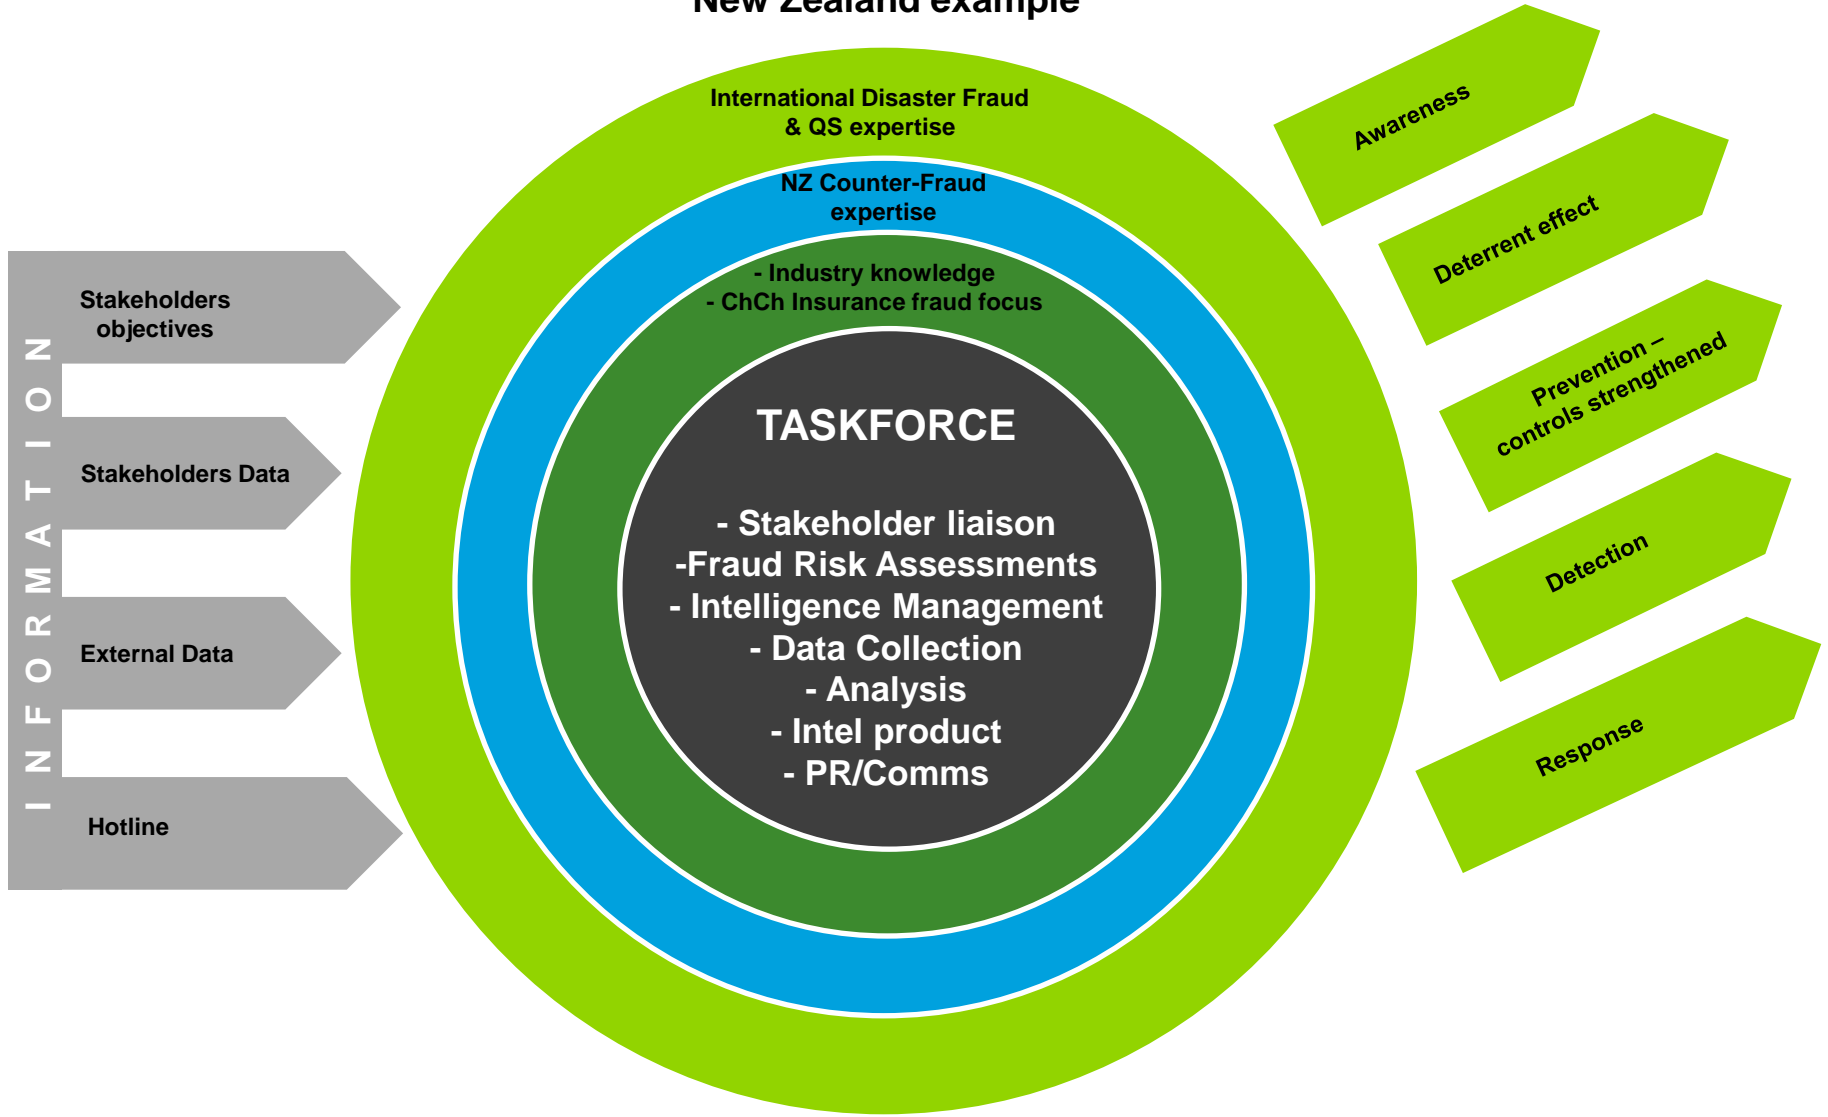 New Zealand example
International Disaster Fraud
& QS expertise
NZ Counter-Fraud
expertise
- Industry knowledge
- ChCh Insurance fraud focus
TASKFORCE
- Stakeholder liaison
-Fraud Risk Assessments
- Intelligence Management
- Data Collection
- Analysis
- Intel product
- PR/Comms
INFORMATION
Stakeholders
objectives
Stakeholders Data
External Data
Hotline
Awareness
Deterrent effect
Prevention –
controls strengthened
Detection
Response